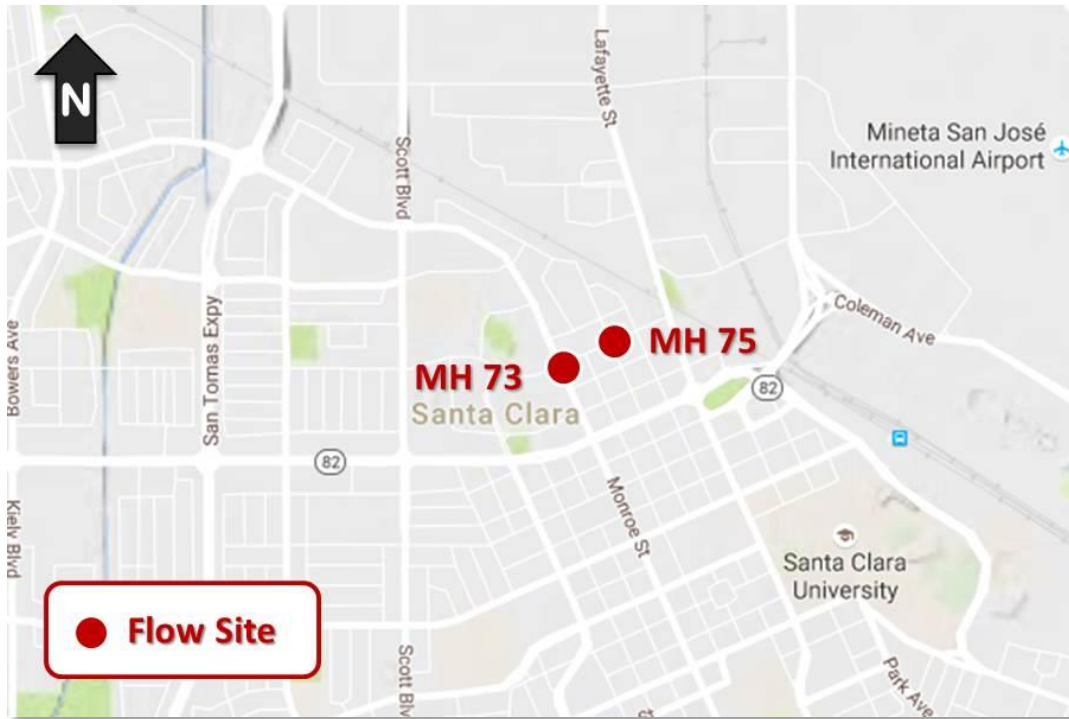 N
Lafayette St
Mineta San José
International Airport
Scott Blvd
Coleman Ave
MH 75
MH 73
Santa Clara
82
Bowers Ave
San Tomas Expy
82
Monroe St
Kiely Blvd
Santa Clara
University
Flow Site
Scott Blv
Park Ave